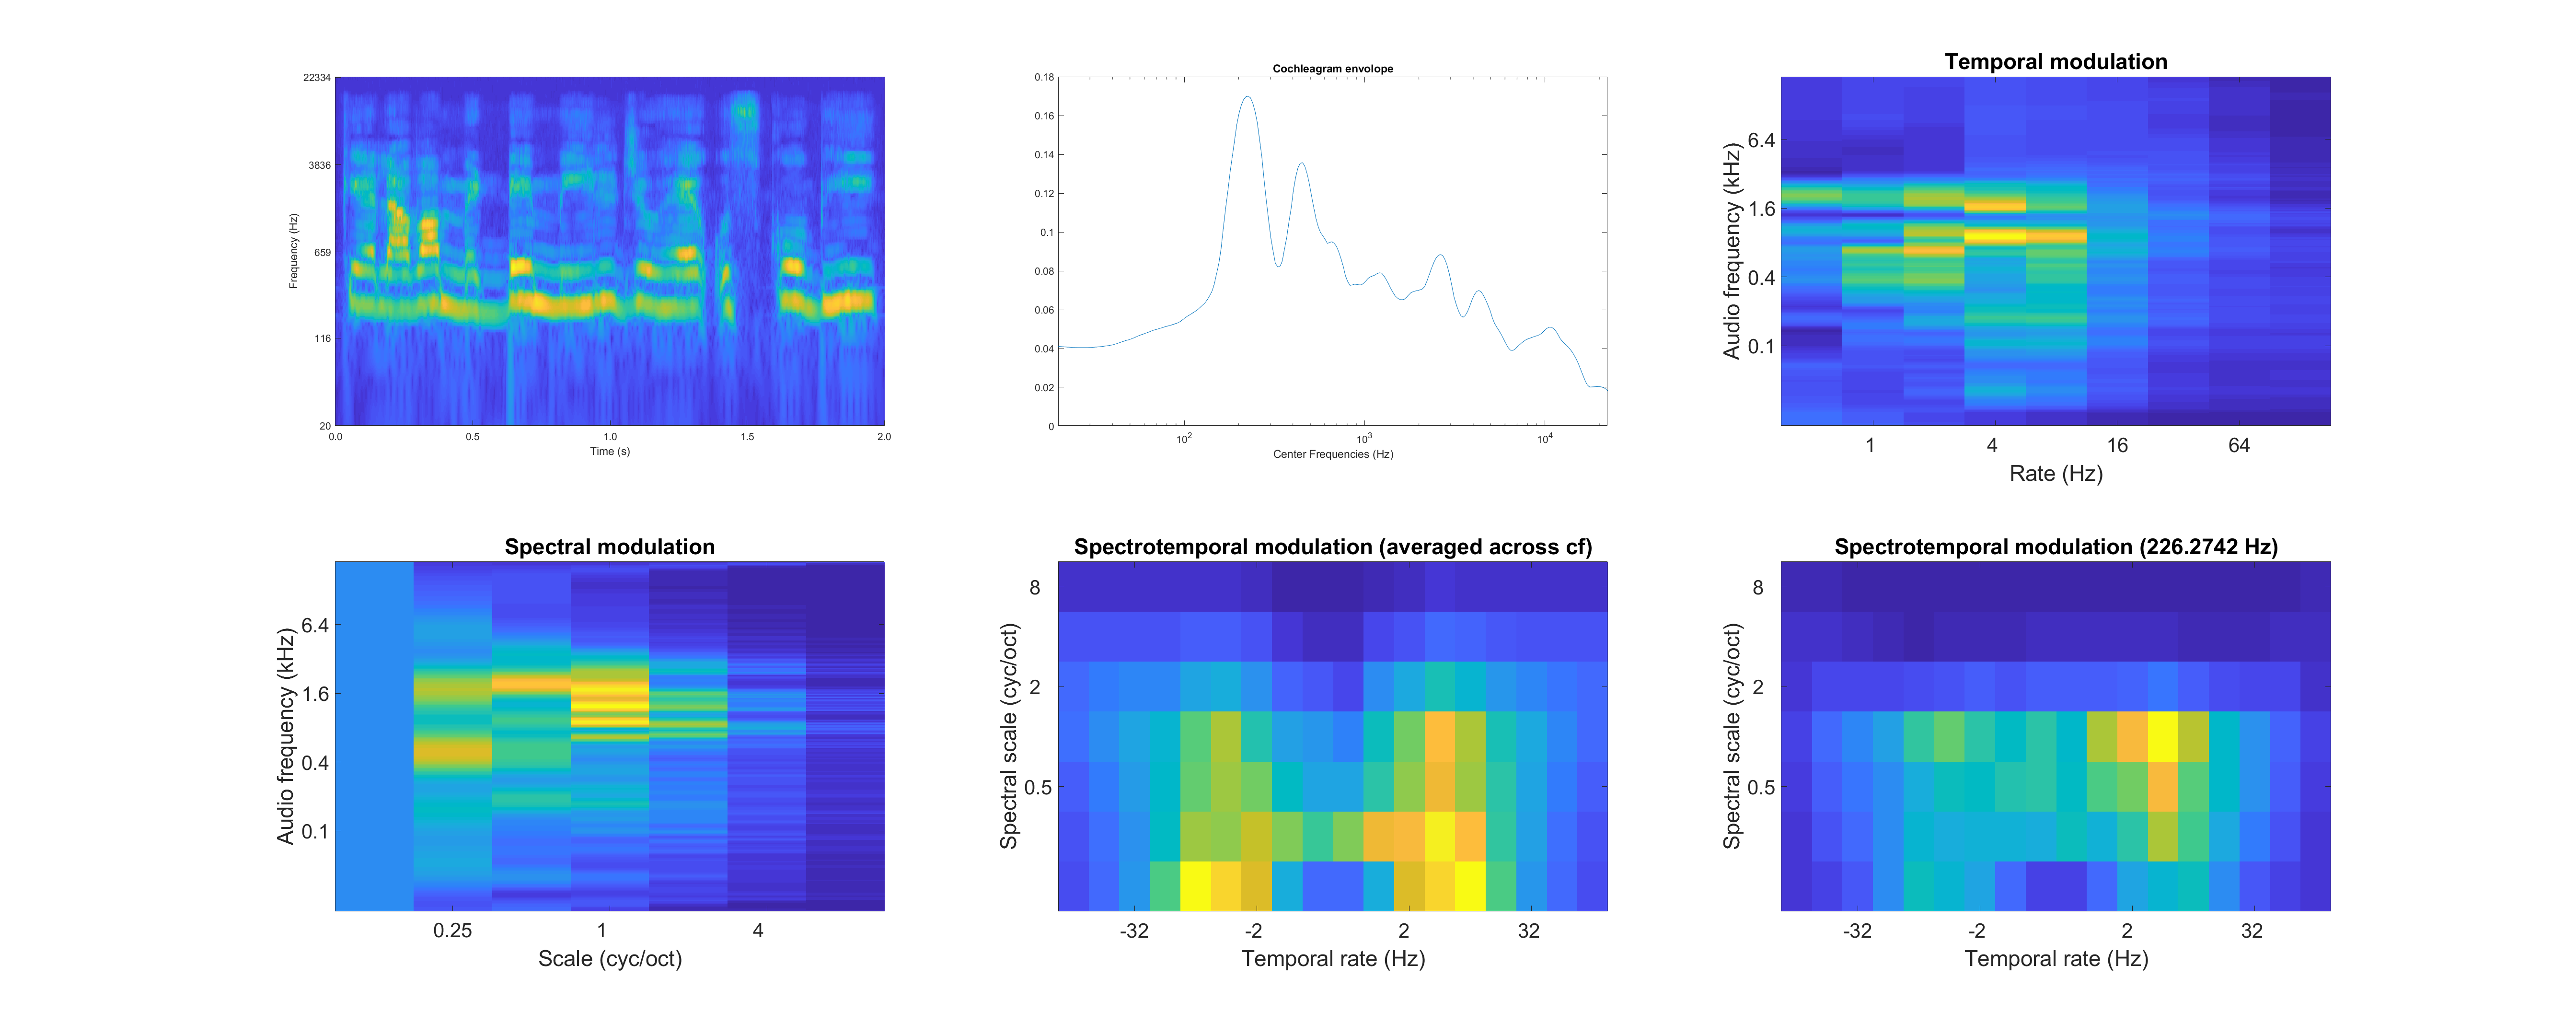 22334
3836
659
116
20
Frequency (Hz)
0.0 0.5 1.0 1.5 2.0
Time (s)
Cochleagram envolope
0.18
0.16
0.14
0.12
0.1
0.08
0.06
0.04
0.02
0
10^2 10^3 10^4
Center Frequencies (Hz)
Temporal modulation
6.4
1.6
0.4
0.1
Audio frequency (kHz)
1 4 16 64
Rate (Hz)
Spectral modulation
6.4
1.6
0.4
0.1
Audio frequency (kHz)
0.25 1 4
Scale (cyc/oct)
Spectrotemporal modulation (averaged across cf)
8
2
0.5
Spectral scale (cyc/oct)
-32 -2 2 32
Temporal rate (Hz)
Spectrotemporal modulation (226.2742 Hz)
8
2
0.5
Spectral scale (cyc/oct)
-32 -2 2 32
Temporal rate (Hz)